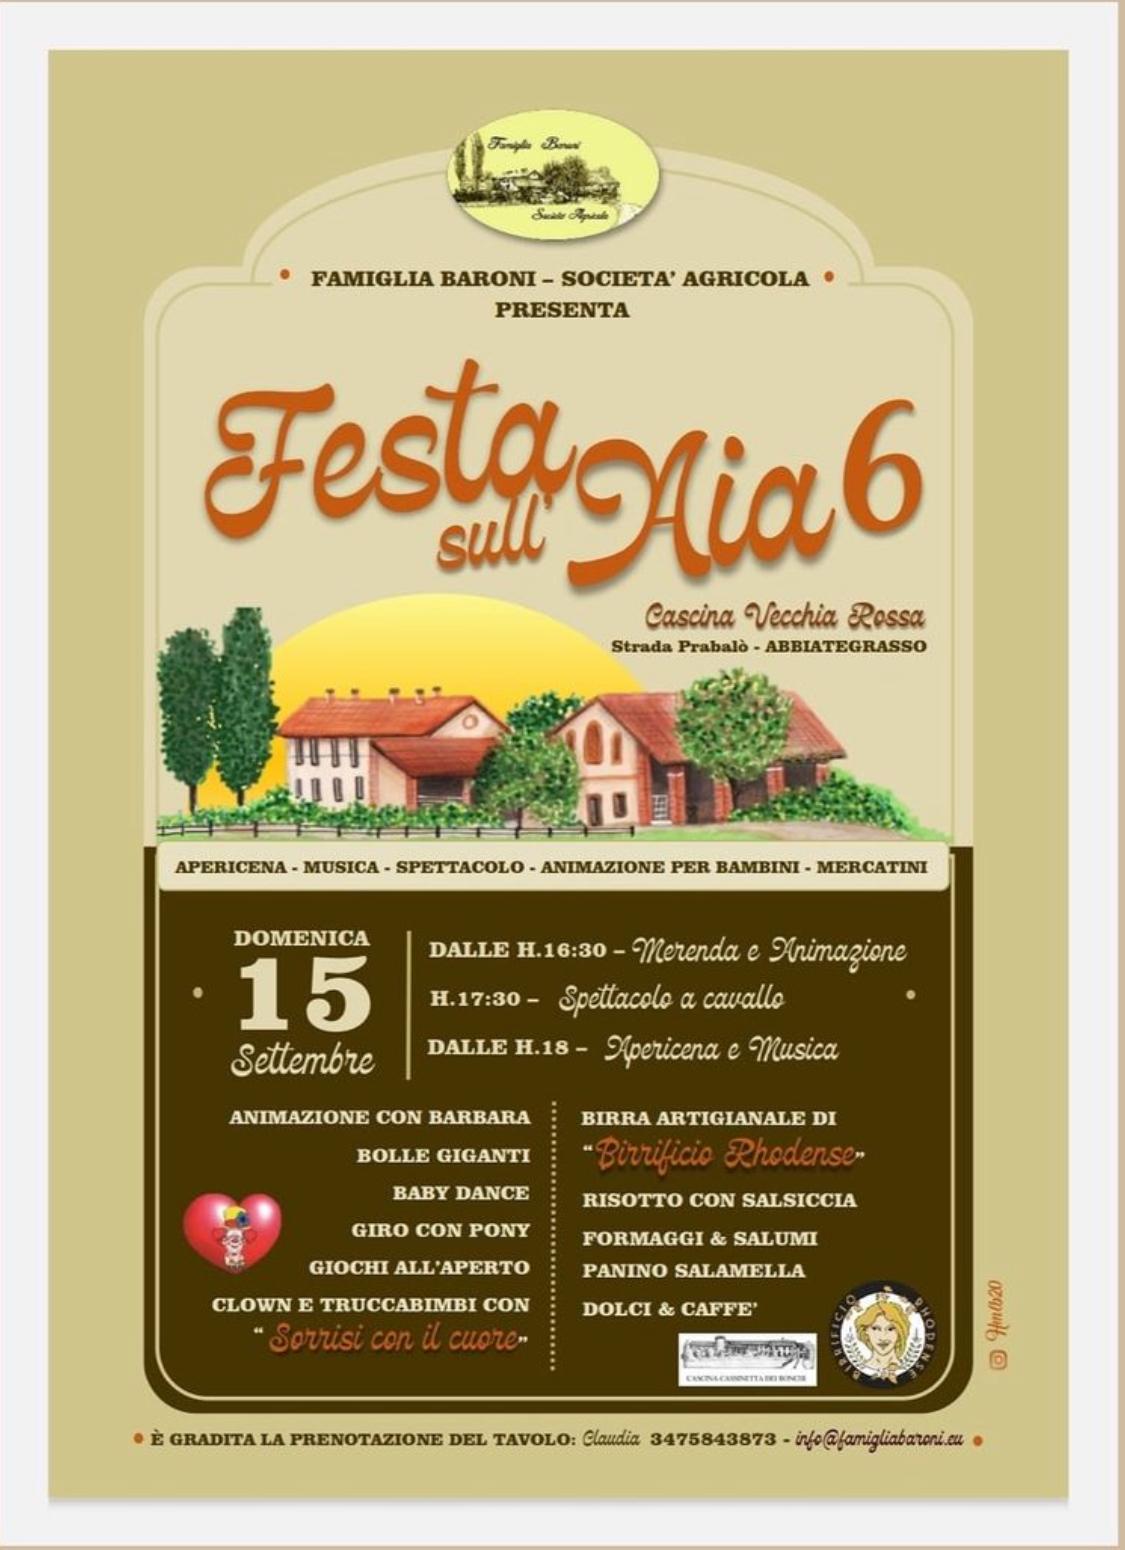 Famiglia Baroni
Società Agricola
FAMIGLIA BARONI – SOCIETA' AGRICOLA
PRESENTA
Festa
sull'
Aia 6
Cascina Vecchia Rossa
Strada Prabalò - ABBIATEGRASSO
APERICENA - MUSICA - SPETTACOLO - ANIMAZIONE PER BAMBINI - MERCATINI
DOMENICA
15
Settembre
DALLE H.16:30 – Merenda e Animazione
H.17:30 – Spettacolo a cavallo
DALLE H.18 – Apericena e Musica
ANIMAZIONE CON BARBARA
BOLLE GIGANTI
BABY DANCE
GIRO CON PONY
GIOCHI ALL'APERTO
CLOWN E TRUCCABIMBI CON
“ Sorrisi con il cuore”
BIRRA ARTIGIANALE DI
“Birrificio Rhodense”
RISOTTO CON SALSICCIA
FORMAGGI & SALUMI
PANINO SALAMELLA
DOLCI & CAFFE'
CASCINA CASSINETTA DEI RONCHI
BIRRIFICIO RHODENSE
È GRADITA LA PRENOTAZIONE DEL TAVOLO: Claudia 3475843873 - info@famigliabaroni.eu